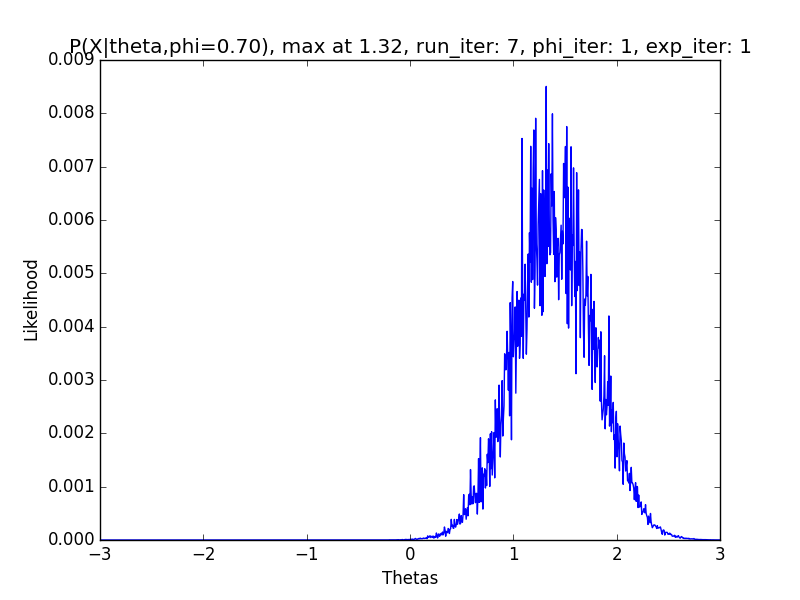 P(X|theta,phi=0.70), max at 1.32, run_iter: 7, phi_iter: 1, exp_iter: 1
0.009
0.008
0.007
0.006
0.005
0.004
0.003
0.002
0.001
0.000
Likelihood
−3 −2 −1 0 1 2 3
Thetas